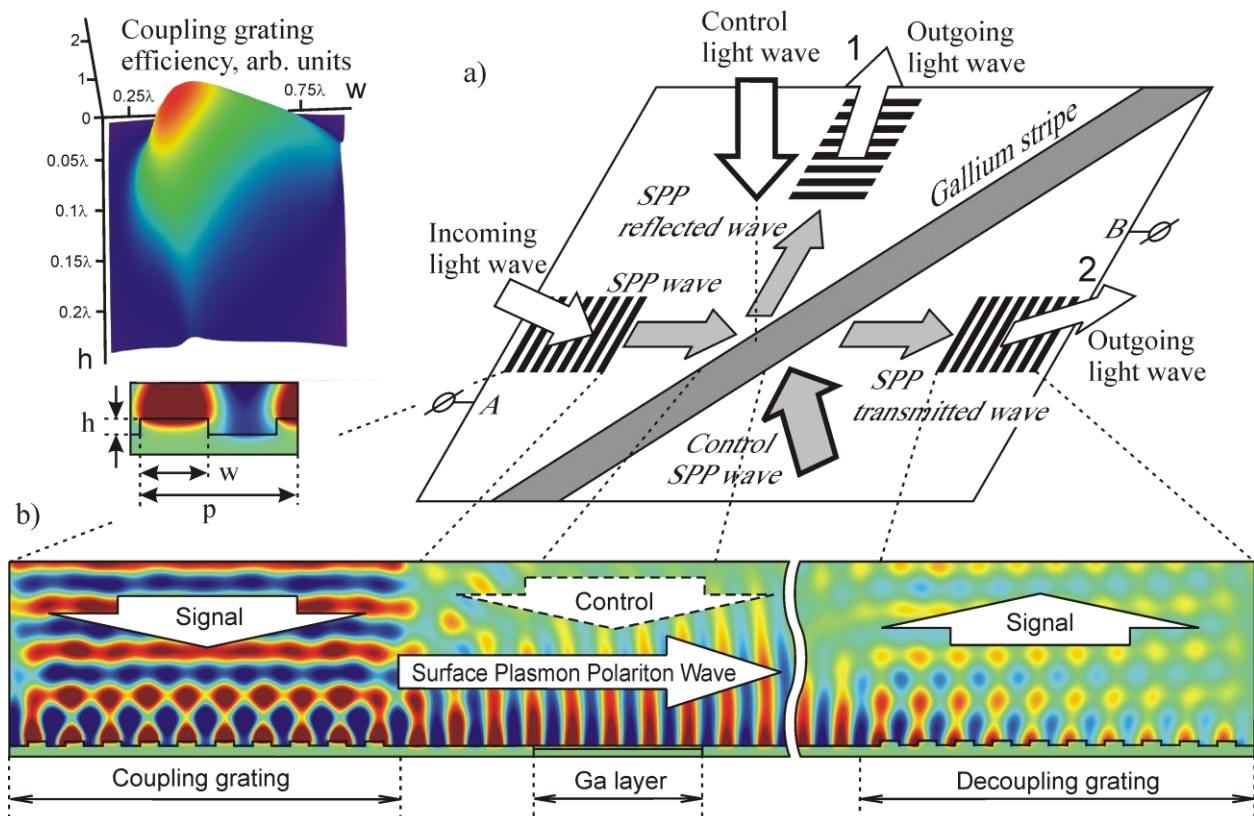 2
Coupling grating
efficiency, arb. units
1
0.25λ
0.75λ
w
0
0.05λ
0.1λ
0.15λ
0.2λ
h
h
w
p
a)
Control
light wave
1
Outgoing
light wave
Gallium stripe
SPP
reflected wave
Incoming
light wave
SPP wave
B
2
Outgoing
light wave
A
SPP
transmitted wave
Control
SPP wave
b)
Signal
Control
Signal
Surface Plasmon Polariton Wave
Coupling grating
Ga layer
Decoupling grating